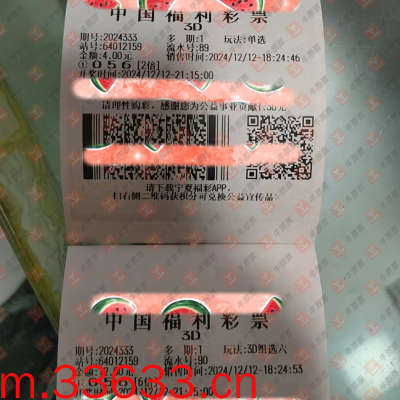 中国福利彩票
3D
期号:2024333 多 期:1 玩法:单选
站号:64012159 流水号:89
金额:4.00元 销售时间:2024/12/12-18:24:46
①056[2倍]
开奖时间:2024/12/12-21:15:00
请理性购彩,感谢您为公益事业贡献1.36元
请下载宁夏福彩APP,
扫右侧二维码获积分可兑换公益宣传品
中国福利彩票
3D
期号:2024333 多 期:1 玩法:3D组选六
站号:64012159 流水号:90
销售时间:2024/12/12-18:24:53
m.33633.cn
2024/12/12-21:15:00